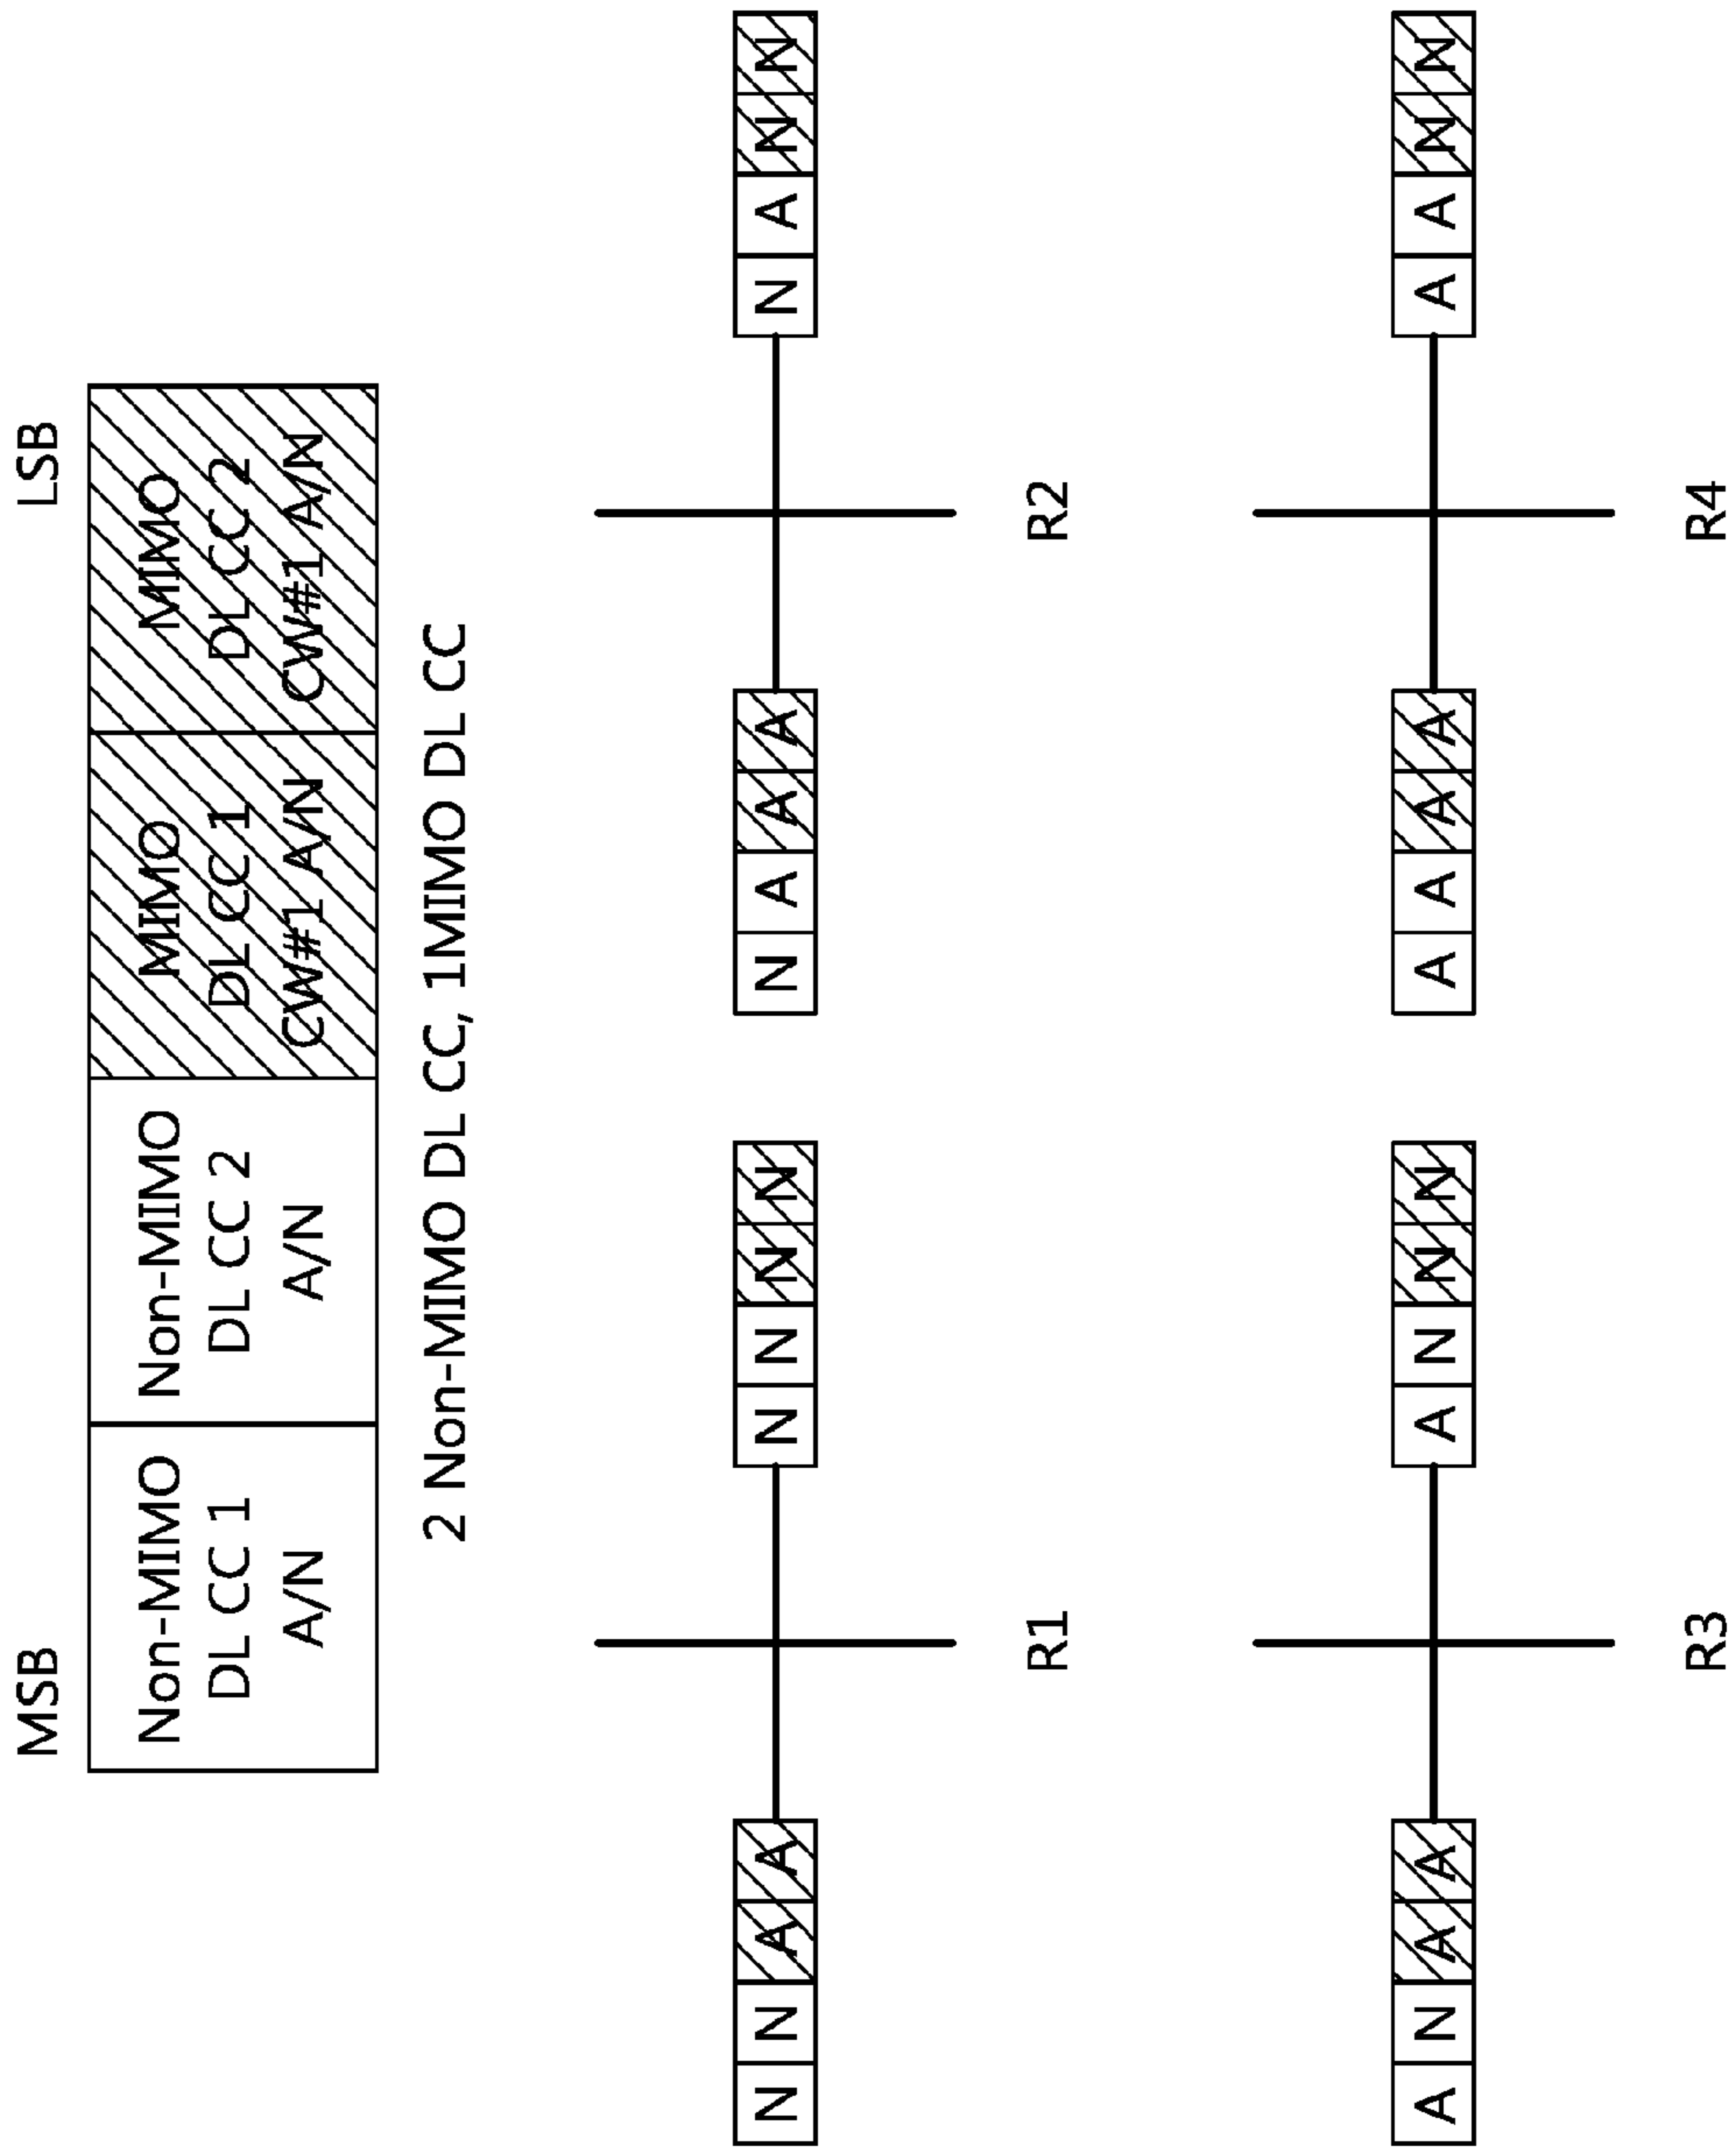 MSB
LSB
Non-MIMO
DL CC 1
A/N
Non-MIMO
DL CC 2
A/N
MIMO
DL CC 1
CW#1 A/N
MIMO
DL CC 2
CW#1 A/N
2 Non-MIMO DL CC, 1MIMO DL CC
N N A A
N N N N
R1
N A A A
N A N N
R2
A N A A
A N N N
R3
A A A A
A A N N
R4